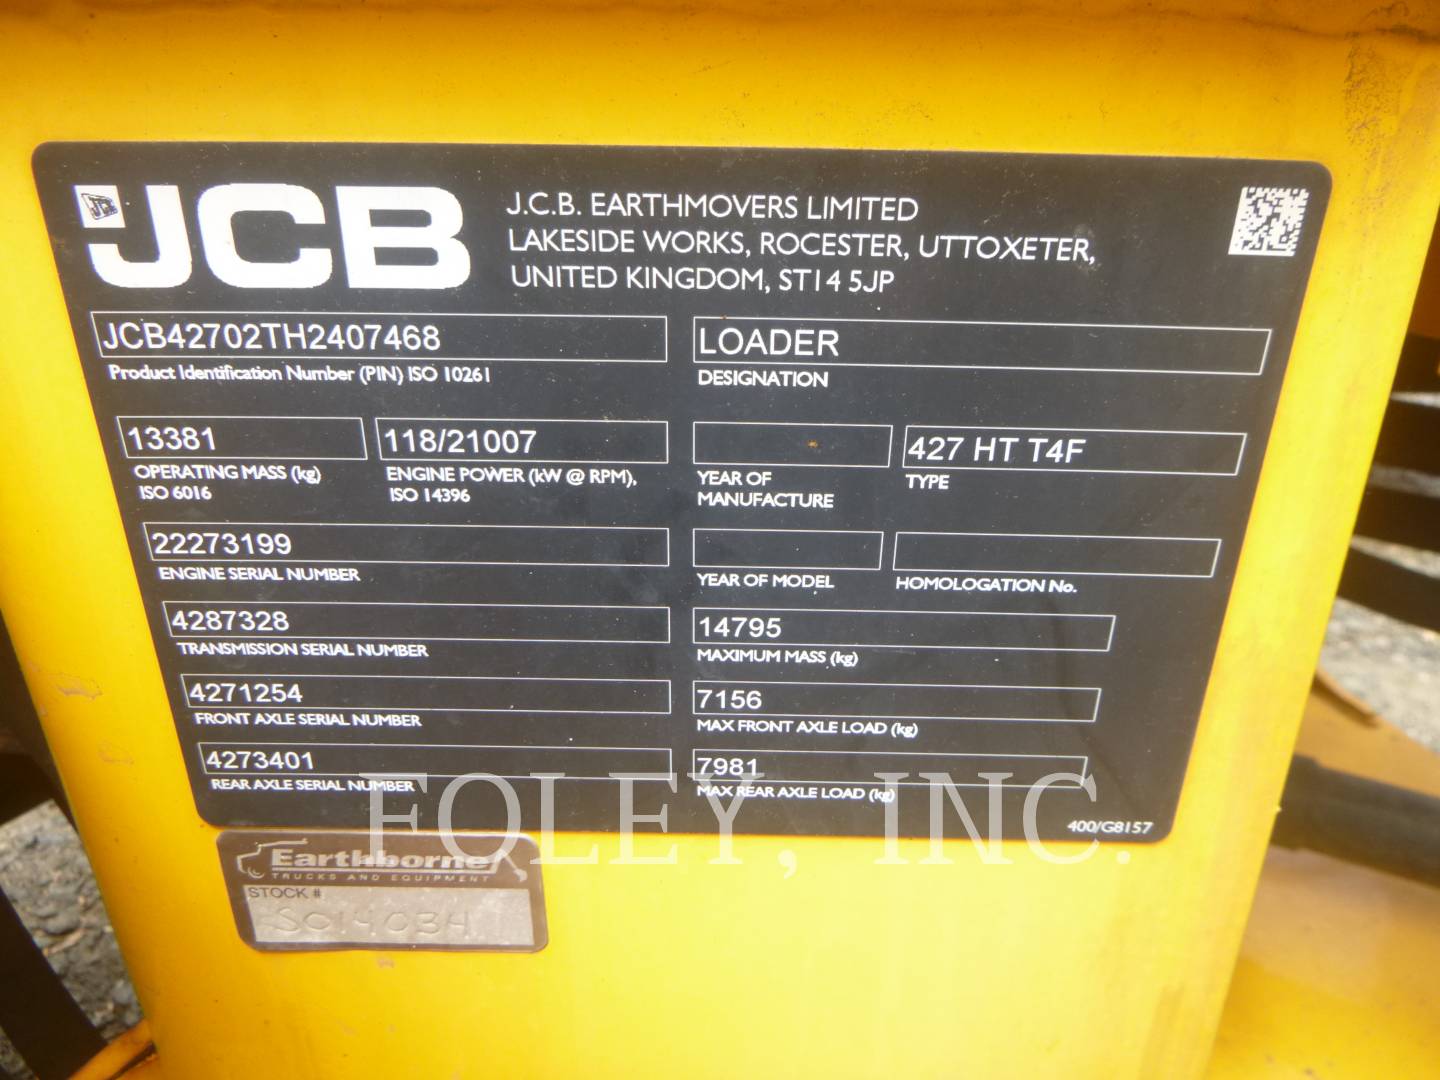 JCB
J.C.B. EARTHMOVERS LIMITED
LAKESIDE WORKS, ROCESTER, UTTOXETER,
UNITED KINGDOM, ST14 5JP
JCB42702TH2407468
Product Identification Number (PIN) ISO 10261
LOADER
DESIGNATION
13381
OPERATING MASS (kg)
ISO 6016
118/21007
ENGINE POWER (kW @ RPM),
ISO 14396
YEAR OF
MANUFACTURE
427 HT T4F
TYPE
22273199
ENGINE SERIAL NUMBER
YEAR OF MODEL
HOMOLOGATION No.
4287328
TRANSMISSION SERIAL NUMBER
14795
MAXIMUM MASS (kg)
4271254
FRONT AXLE SERIAL NUMBER
7156
MAX FRONT AXLE LOAD (kg)
4273401
REAR AXLE SERIAL NUMBER
7981
MAX REAR AXLE LOAD (kg)
400/G8157
FOLEY, INC.
Earthborne
TRUCKS AND EQUIPMENT
STOCK #